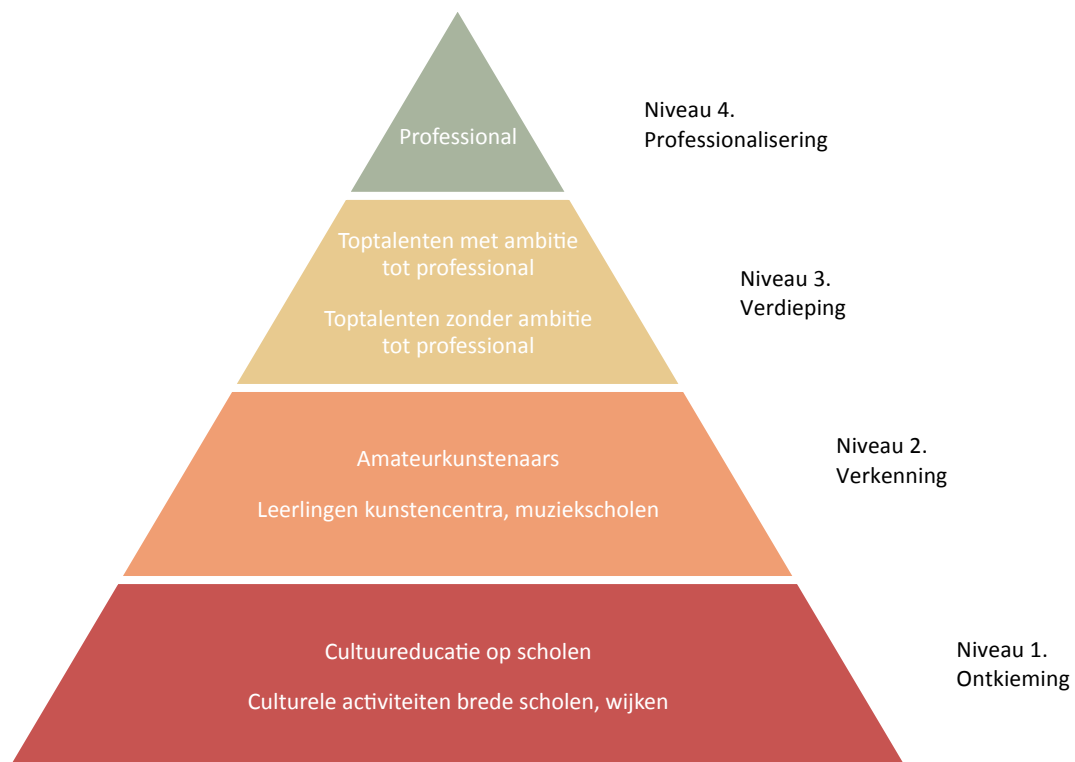 Professional
Niveau 4.
Professionalisering
Toptalenten met ambitie
tot professional
Toptalenten zonder ambitie
tot professional
Niveau 3.
Verdieping
Amateurkunstenaars
Leerlingen kunstencentra, muziekscholen
Niveau 2.
Verkenning
Cultuureducatie op scholen
Culturele activiteiten brede scholen, wijken
Niveau 1.
Ontkieming